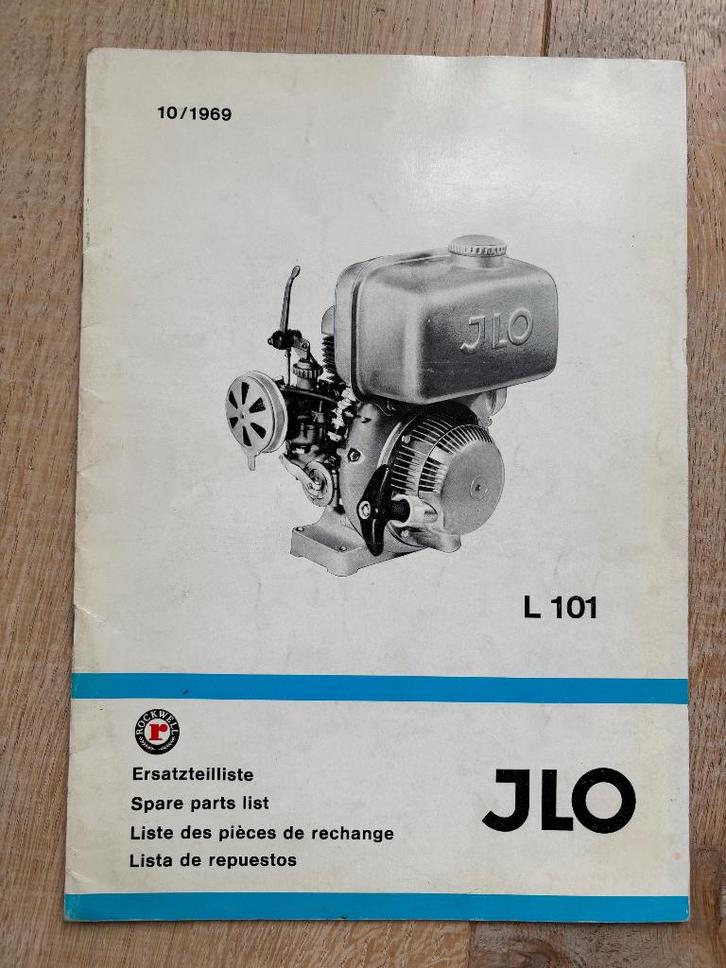 10/1969
JLO
L 101
ROCKWELL
r
Ersatzteilliste
Spare parts list
Liste des pièces de rechange
Lista de repuestos
JLO